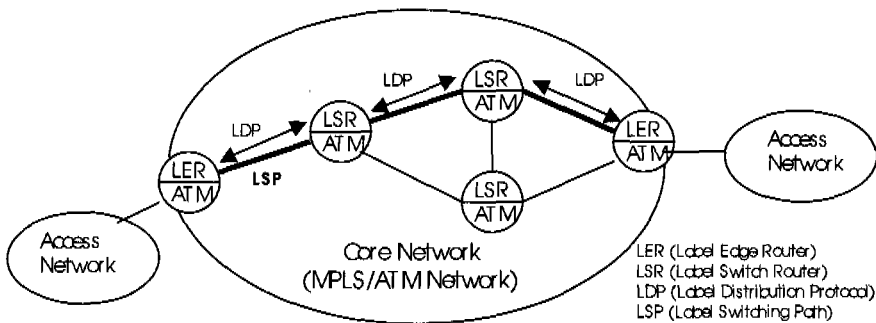 LDP
LSR
ATM
LDP
LDP
LSR
ATM
LER
ATM
LER
ATM
LSP
LSR
ATM
Access
Network
Access
Network
Core Network
(MPLS/ATM Network)
LER (Label Edge Router)
LSR (Label Switch Router)
LDP (Label Distribution Protocol)
LSP (Label Switching Path)